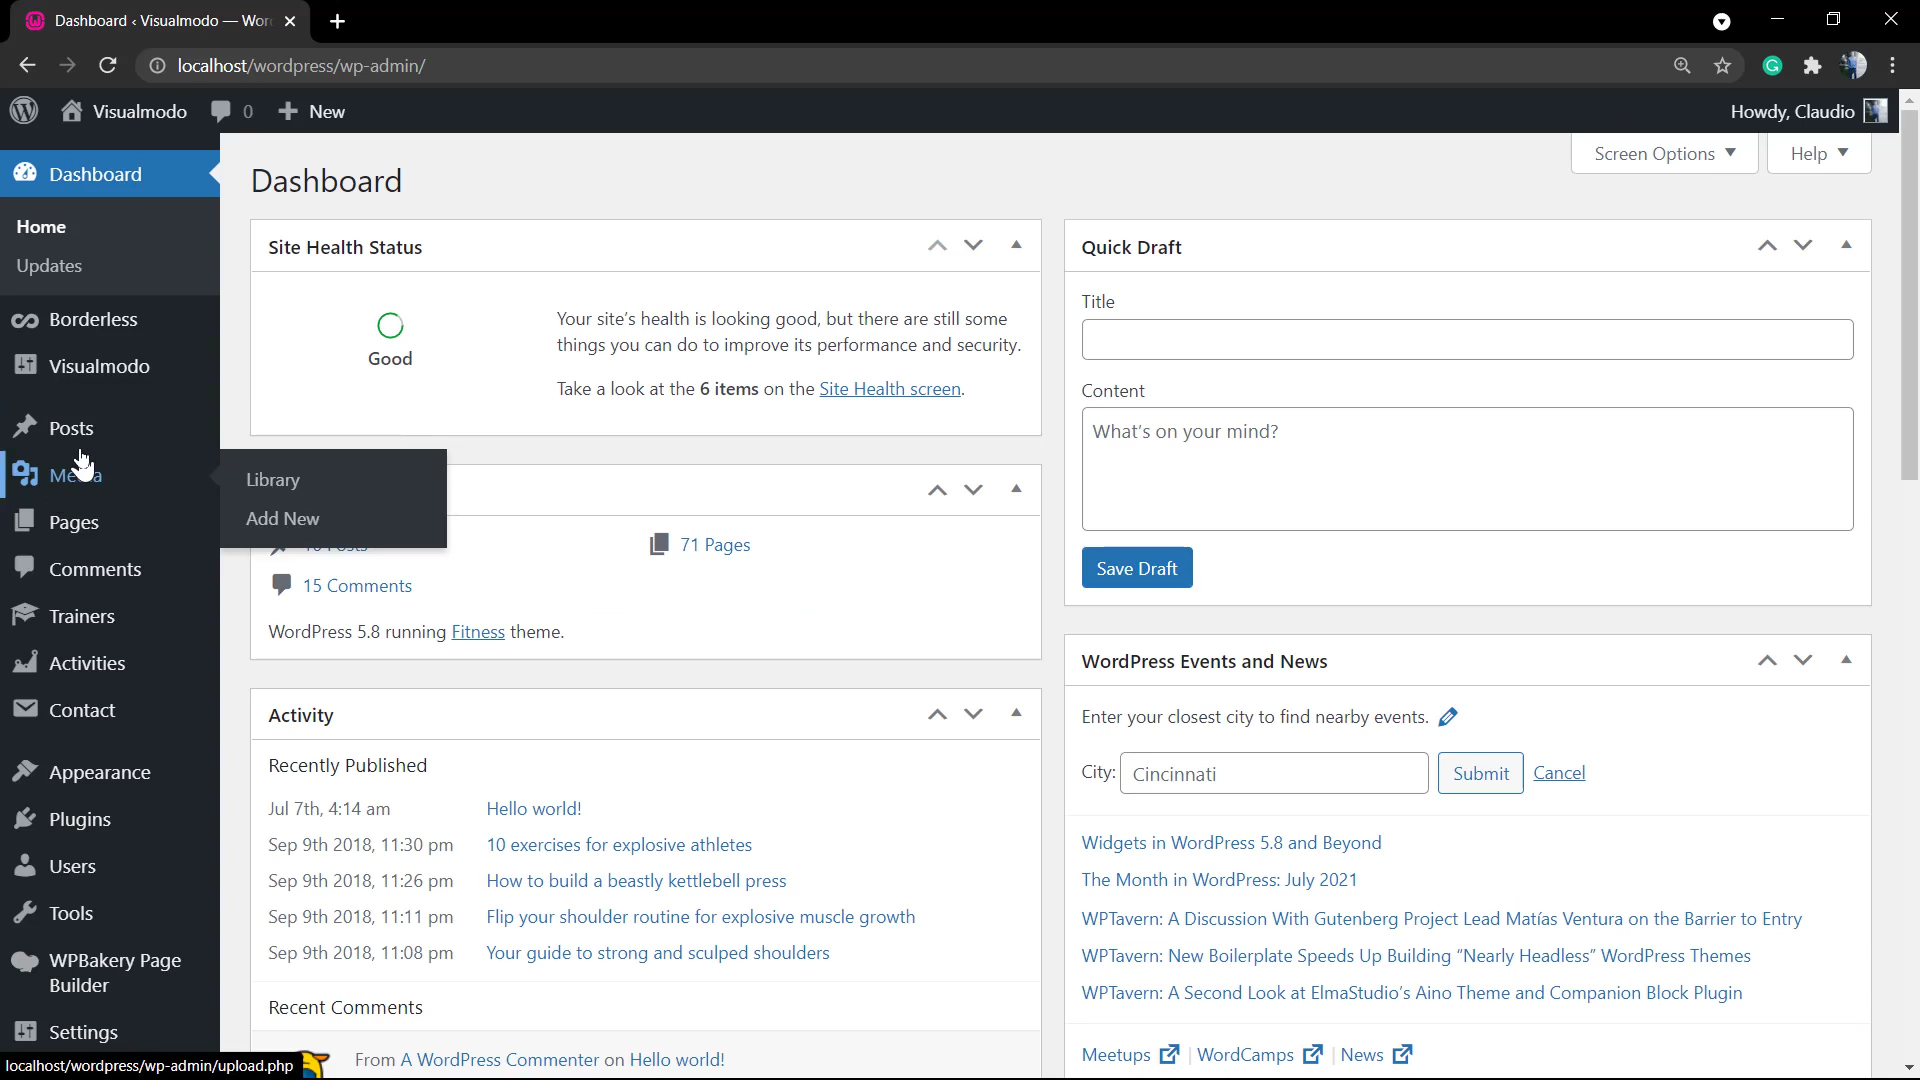 Dashboard ‹ Visualmodo — Wor
localhost/wordpress/wp-admin/
Visualmodo 0 New
Howdy, Claudio
Dashboard
Home
Updates
Borderless
Visualmodo
Posts
Media
Library
Add New
Pages
Comments
Trainers
Activities
Contact
Appearance
Plugins
Users
Tools
WPBakery Page
Builder
Settings
localhost/wordpress/wp-admin/upload.php
Screen Options
Help
Dashboard
Site Health Status
Good
Your site's health is looking good, but there are still some
things you can do to improve its performance and security.
Take a look at the 6 items on the Site Health screen.
71 Pages
15 Comments
WordPress 5.8 running Fitness theme.
Activity
Recently Published
Jul 7th, 4:14 am Hello world!
Sep 9th 2018, 11:30 pm 10 exercises for explosive athletes
Sep 9th 2018, 11:26 pm How to build a beastly kettlebell press
Sep 9th 2018, 11:11 pm Flip your shoulder routine for explosive muscle growth
Sep 9th 2018, 11:08 pm Your guide to strong and sculped shoulders
Recent Comments
From A WordPress Commenter on Hello world!
Quick Draft
Title
Content
What's on your mind?
Save Draft
WordPress Events and News
Enter your closest city to find nearby events.
City: Cincinnati Submit Cancel
Widgets in WordPress 5.8 and Beyond
The Month in WordPress: July 2021
WPTavern: A Discussion With Gutenberg Project Lead Matías Ventura on the Barrier to Entry
WPTavern: New Boilerplate Speeds Up Building “Nearly Headless” WordPress Themes
WPTavern: A Second Look at ElmaStudio's Aino Theme and Companion Block Plugin
Meetups | WordCamps | News